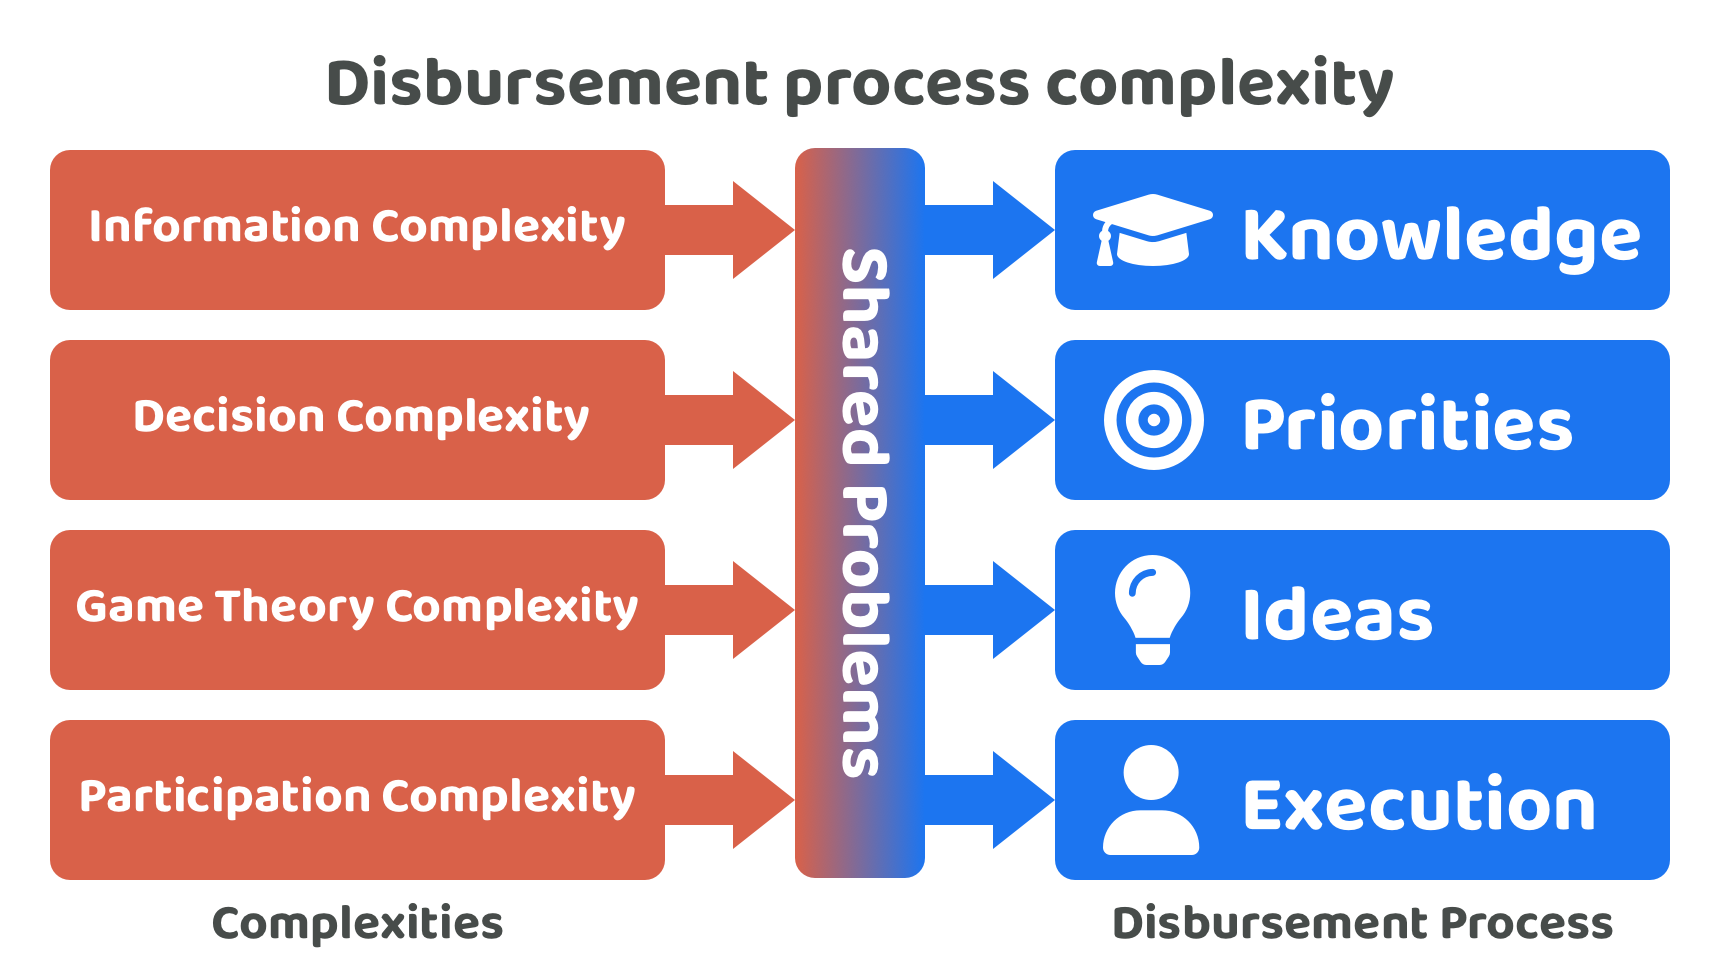 Disbursement process complexity
Information Complexity
Decision Complexity
Game Theory Complexity
Participation Complexity
Complexities
Shared Problems
Knowledge
Priorities
Ideas
Execution
Disbursement Process